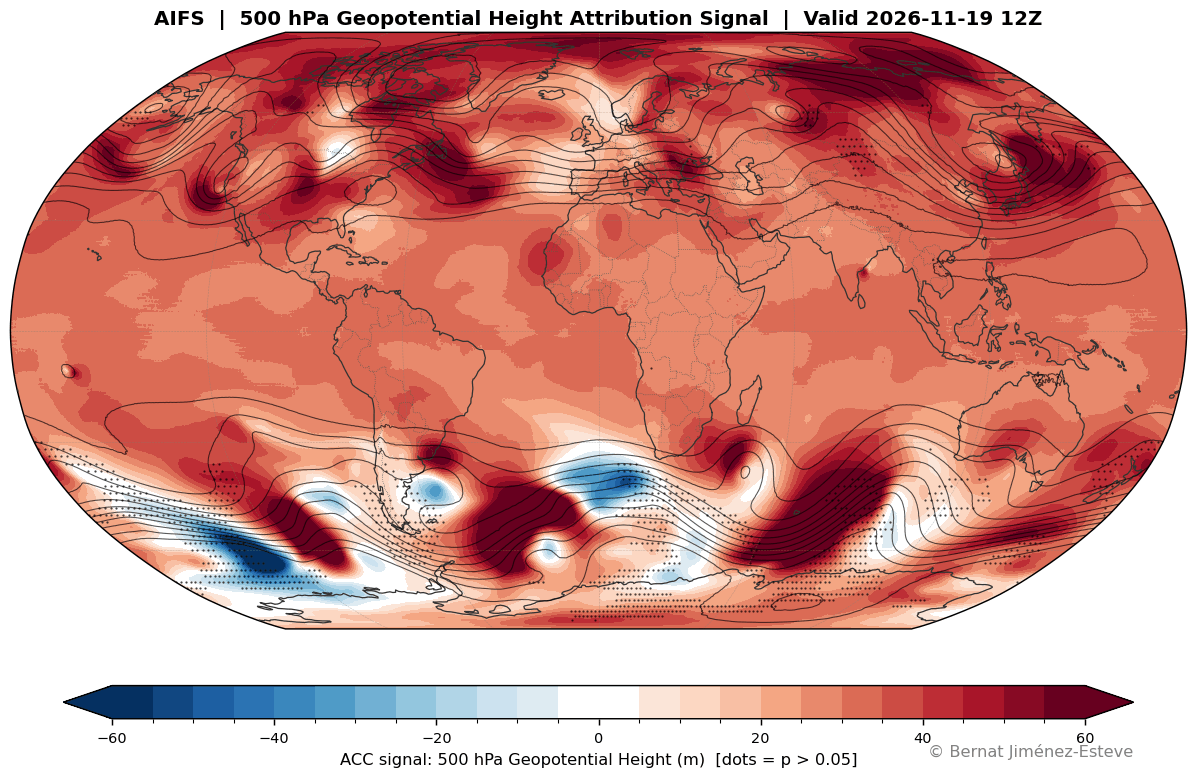 AIFS  |  500 hPa Geopotential Height Attribution Signal  |  Valid 2026-11-19 12Z
−60 −40 −20 0 20 40 60
© Bernat Jiménez-Esteve
ACC signal: 500 hPa Geopotential Height (m)  [dots = p > 0.05]